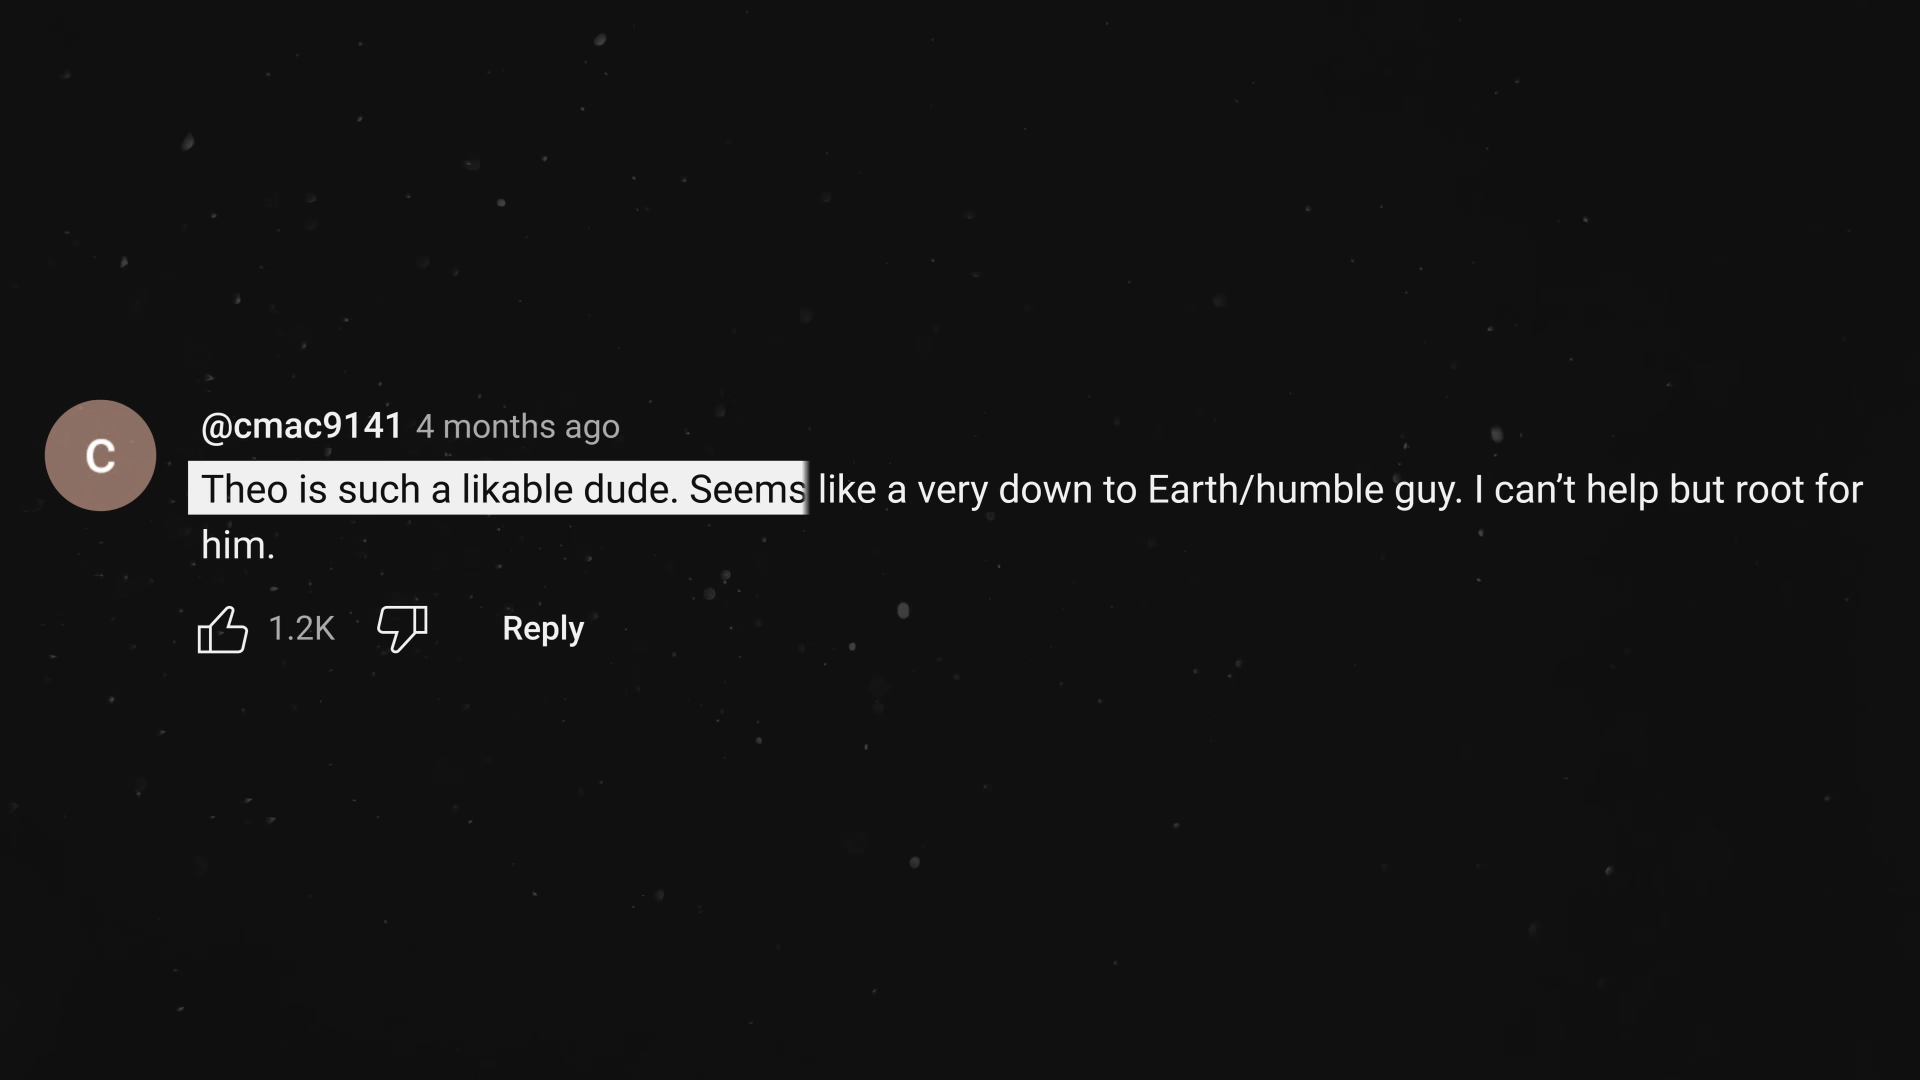 C
@cmac9141 4 months ago
Theo is such a likable dude. Seems like a very down to Earth/humble guy. I can’t help but root for
him.
1.2K Reply